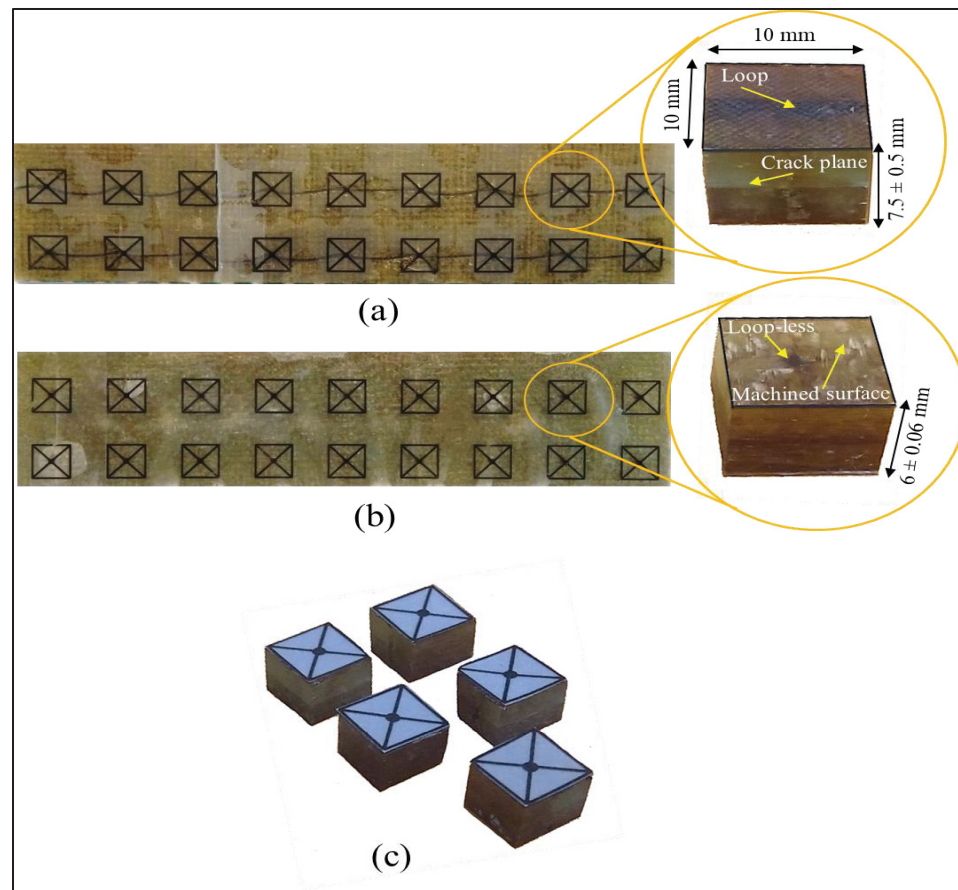 10 mm
10 mm
Loop
Crack plane
7.5 ± 0.5 mm
(a)
Loop-less
Machined surface
6 ± 0.06 mm
(b)
(c)